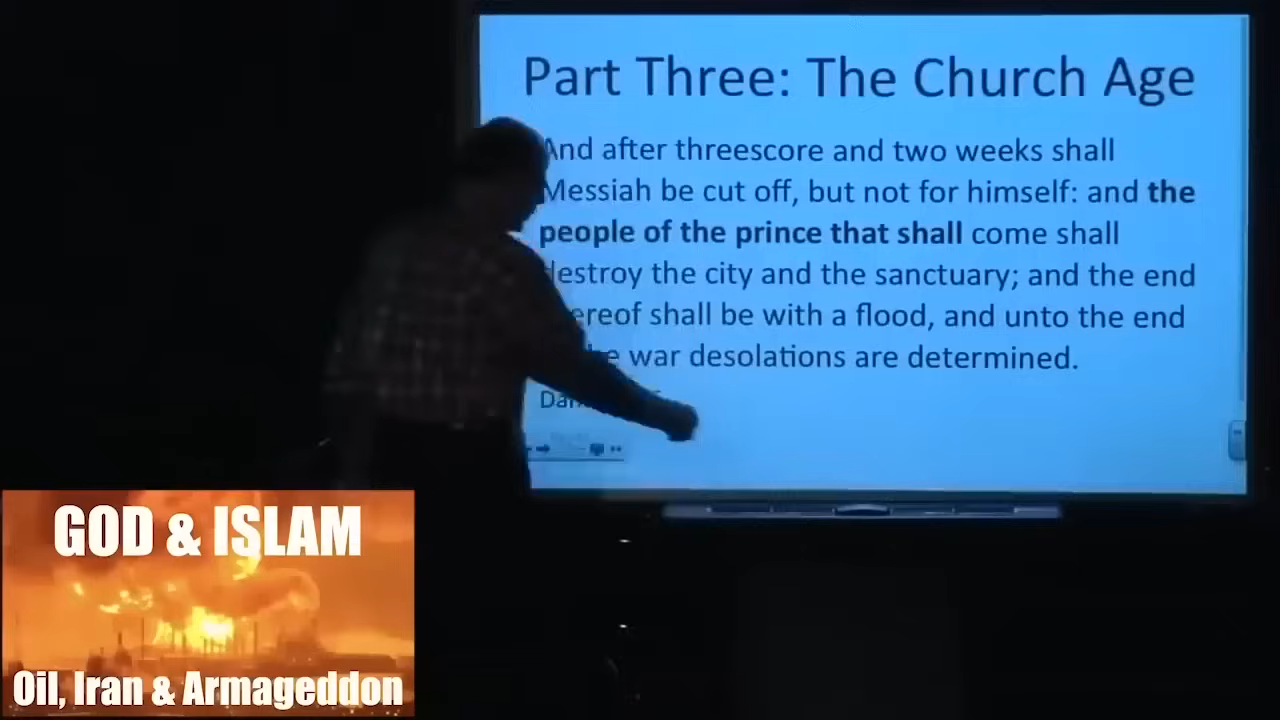 Part Three: The Church Age
And after threescore and two weeks shall
Messiah be cut off, but not for himself: and the
people of the prince that shall come shall
destroy the city and the sanctuary; and the end
ereof shall be with a flood, and unto the end
war desolations are determined.
GOD & ISLAM
Oil, Iran & Armageddon